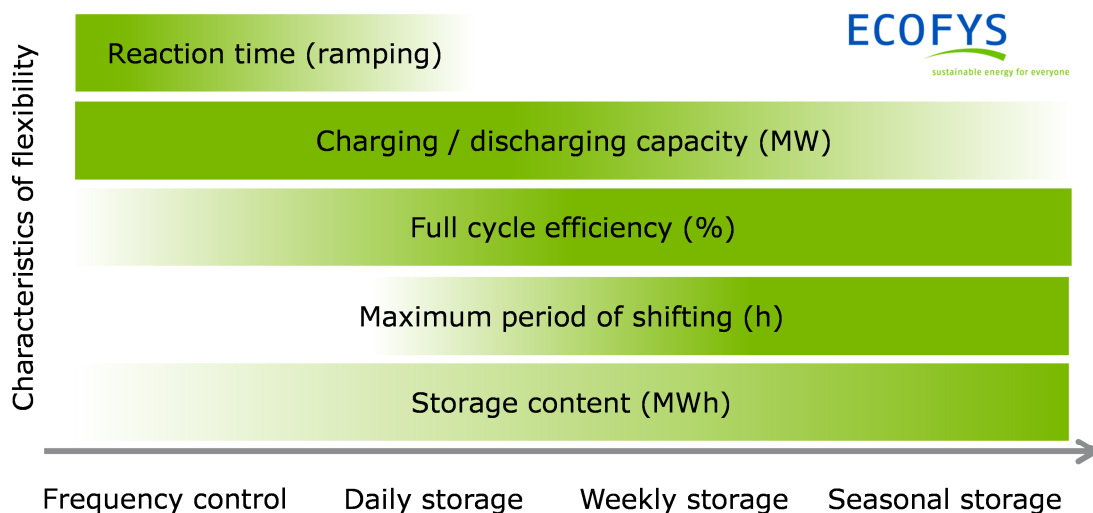 Characteristics of flexibility
ECOFYS
sustainable energy for everyone
Reaction time (ramping)
Charging / discharging capacity (MW)
Full cycle efficiency (%)
Maximum period of shifting (h)
Storage content (MWh)
Frequency control
Daily storage
Weekly storage
Seasonal storage